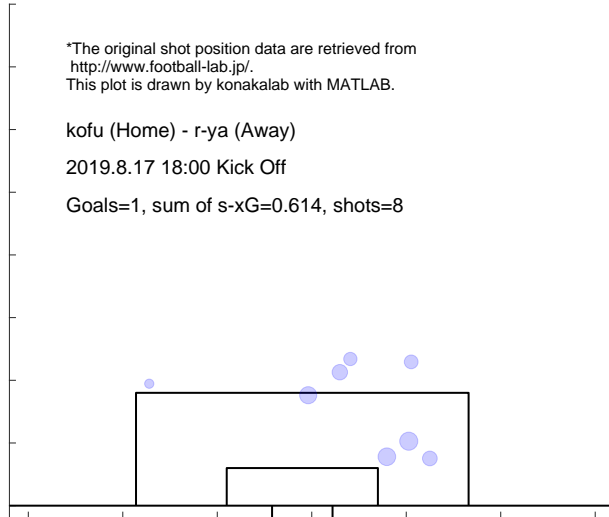 *The original shot position data are retrieved from
http://www.football-lab.jp/.
This plot is drawn by konakalab with MATLAB.
kofu (Home) - r-ya (Away)
2019.8.17 18:00 Kick Off
Goals=1, sum of s-xG=0.614, shots=8